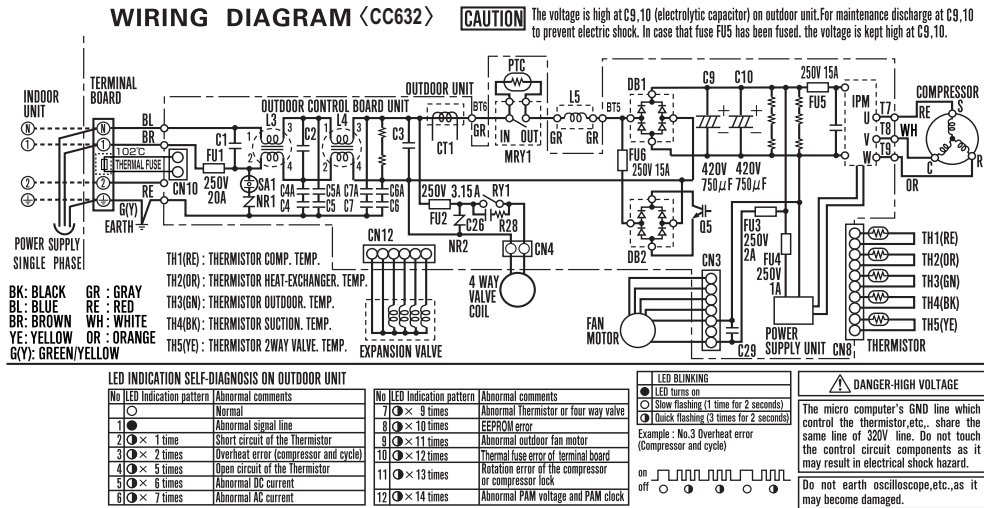 WIRING DIAGRAM〈CC632〉
CAUTION
The voltage is high at C9,10 (electrolytic capacitor) on outdoor unit.For maintenance discharge at C9,10
to prevent electric shock. In case that fuse FU5 has been fused. the voltage is kept high at C9,10.
INDOOR
UNIT
TERMINAL
BOARD
OUTDOOR CONTROL BOARD UNIT
OUTDOOR UNIT
PTC
IN OUT
MRY1
BT6
GR
L5
GR GR
BT5
DB1
C9 C10
250V 15A
FU5
IPM
U
V
W
T7
T8
T9
RE
WH
OR
COMPRESSOR
S
C
R
N
1
2
N
1
2
BL
BR
RE
G(Y)
EARTH
102℃
THERMAL FUSE
CN10
C1
FU1
250V
20A
SA1
NR1
L3
1 3
2 4
C2
L4
1 3
2 4
C4A
C4
C5A
C5
C7A
C7
C6A
C6
C3
CT1
250V 3.15A
FU2
RY1
C26
R28
NR2
CN4
4 WAY
VALVE
COIL
FU6
250V 15A
DB2
Q5
420V
750μF
420V
750μF
FU3
250V
2A
FU4
250V
1A
POWER
SUPPLY UNIT
CN3
C29
FAN
MOTOR
CN8
THERMISTOR
TH1(RE)
TH2(OR)
TH3(GN)
TH4(BK)
TH5(YE)
CN12
EXPANSION VALVE
POWER SUPPLY
SINGLE PHASE
TH1(RE) : THERMISTOR COMP. TEMP.
TH2(OR) : THERMISTOR HEAT-EXCHANGER. TEMP.
TH3(GN) : THERMISTOR OUTDOOR. TEMP.
TH4(BK) : THERMISTOR SUCTION. TEMP.
TH5(YE) : THERMISTOR 2WAY VALVE. TEMP.
BK: BLACK GR : GRAY
BL : BLUE RE : RED
BR: BROWN WH : WHITE
YE: YELLOW OR : ORANGE
G(Y): GREEN/YELLOW
LED INDICATION SELF-DIAGNOSIS ON OUTDOOR UNIT
No LED Indication pattern Abnormal comments
○ Normal
1 ● Abnormal signal line
2 ◑× 1 time Short circuit of the Thermistor
3 ◑× 2 times Overheat error (compressor and cycle)
4 ◑× 5 times Open circuit of the Thermistor
5 ◑× 6 times Abnormal DC current
6 ◑× 7 times Abnormal AC current
No LED Indication pattern Abnormal comments
7 ◑× 9 times Abnormal Thermistor or four way valve
8 ◑× 10 times EEPROM error
9 ◑× 11 times Abnormal outdoor fan motor
10 ◑× 12 times Thermal fuse error of terminal board
11 ◑× 13 times Rotation error of the compressor
or compressor lock
12 ◑× 14 times Abnormal PAM voltage and PAM clock
LED BLINKING
● LED turns on
○ Slow flashing (1 time for 2 seconds)
◑ Quick flashing (3 times for 2 seconds)
Example : No.3 Overheat error
(Compressor and cycle)
on
off
DANGER-HIGH VOLTAGE
The micro computer's GND line which
control the thermistor,etc,. share the
same line of 320V line. Do not touch
the control circuit components as it
may result in electrical shock hazard.
Do not earth oscilloscope,etc.,as it
may become damaged.